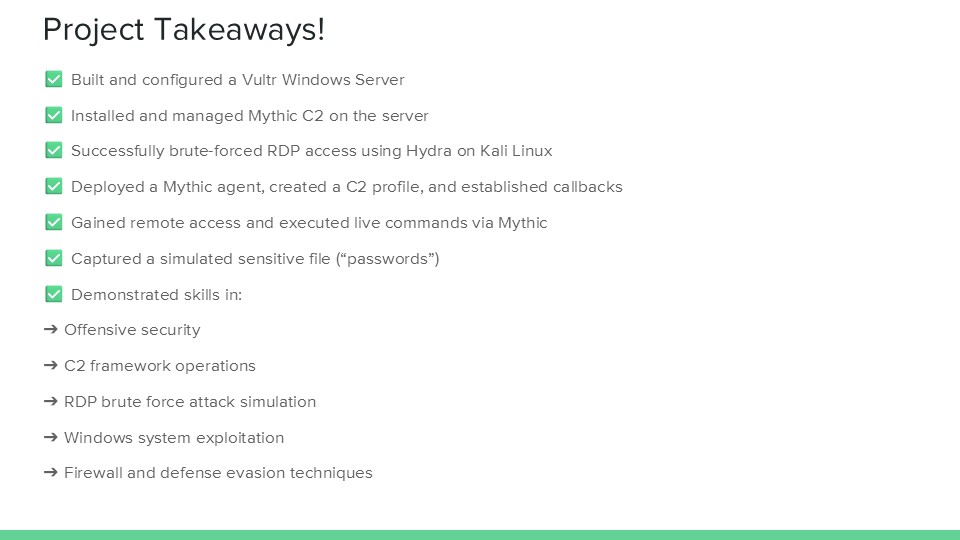 Project Takeaways!
✅ Built and configured a Vultr Windows Server
✅ Installed and managed Mythic C2 on the server
✅ Successfully brute-forced RDP access using Hydra on Kali Linux
✅ Deployed a Mythic agent, created a C2 profile, and established callbacks
✅ Gained remote access and executed live commands via Mythic
✅ Captured a simulated sensitive file (“passwords”)
✅ Demonstrated skills in:
➔ Offensive security
➔ C2 framework operations
➔ RDP brute force attack simulation
➔ Windows system exploitation
➔ Firewall and defense evasion techniques